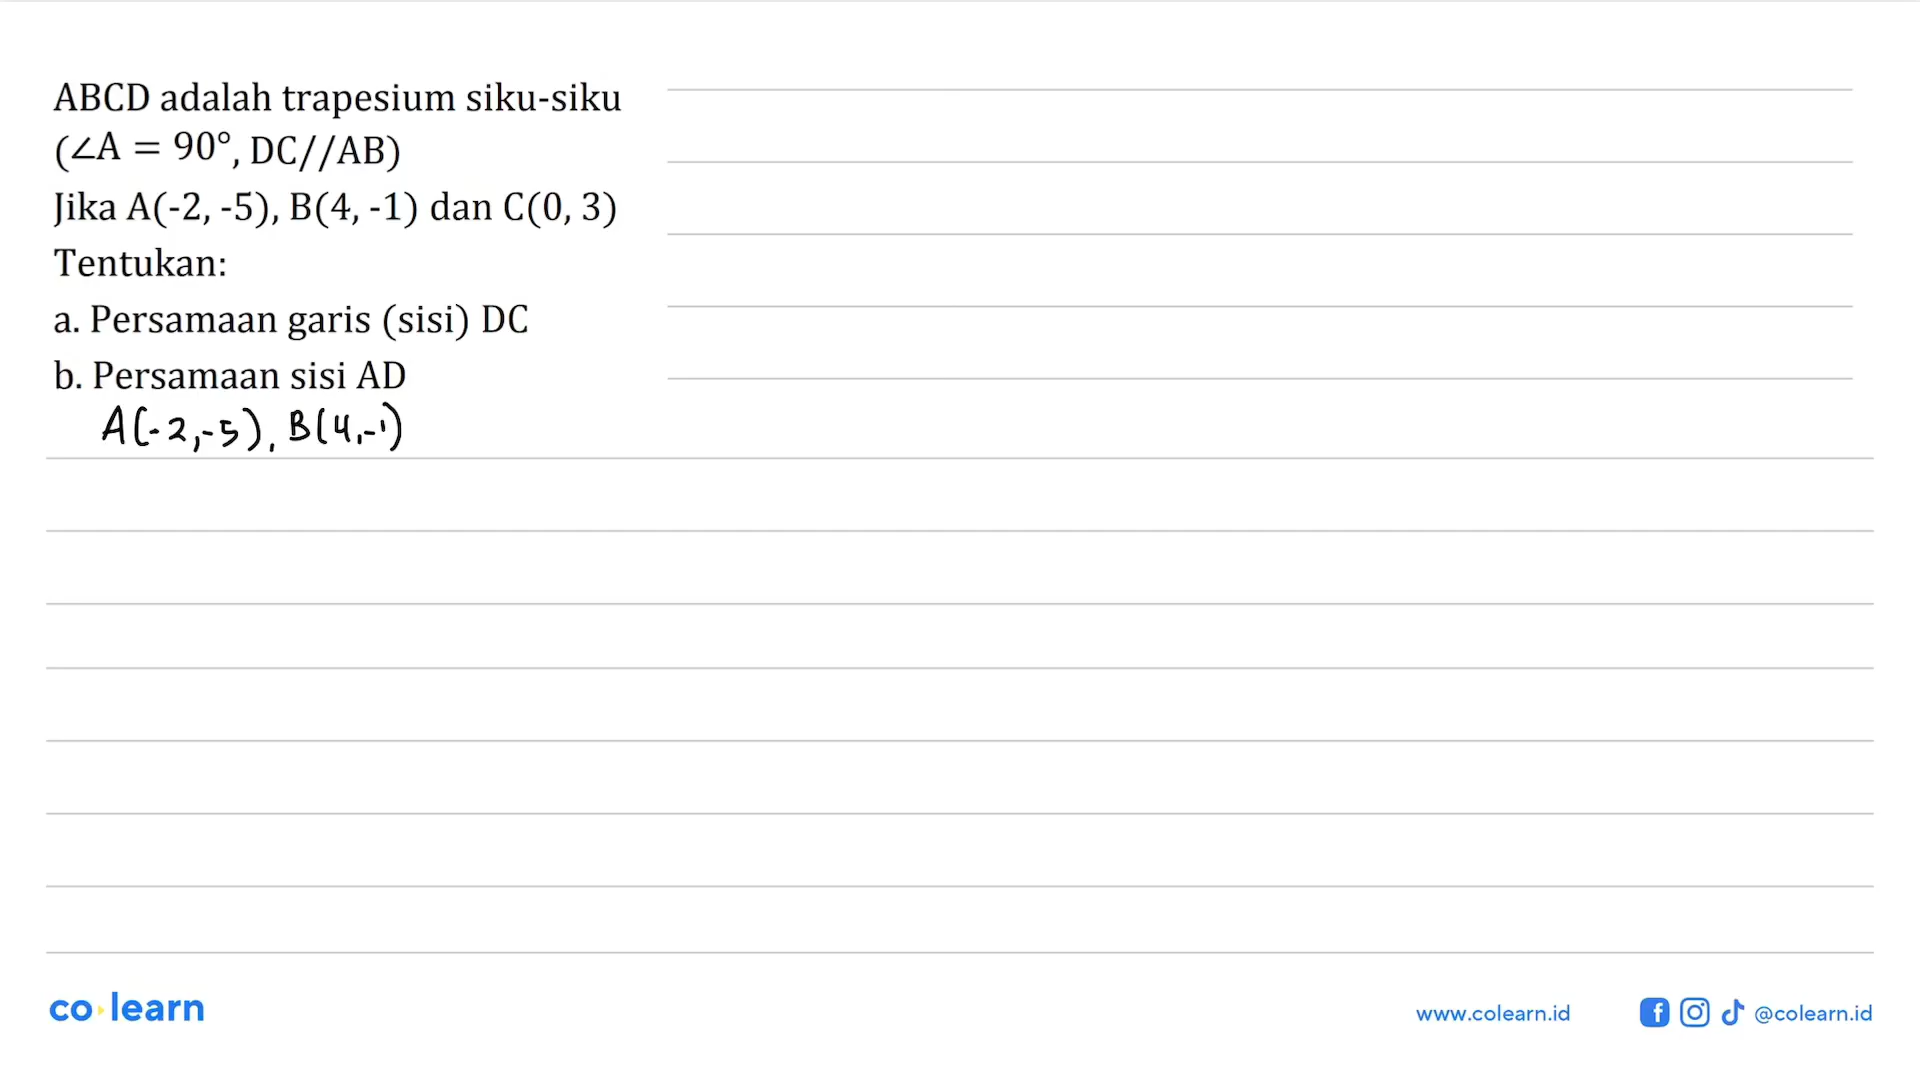 ABCD adalah trapesium siku-siku
(∠A = 90°, DC//AB)
Jika A(-2, -5), B(4, -1) dan C(0, 3)
Tentukan:
a. Persamaan garis (sisi) DC
b. Persamaan sisi AD
A(-2,-5), B(4,-1)
co learn
www.colearn.id
@colearn.id